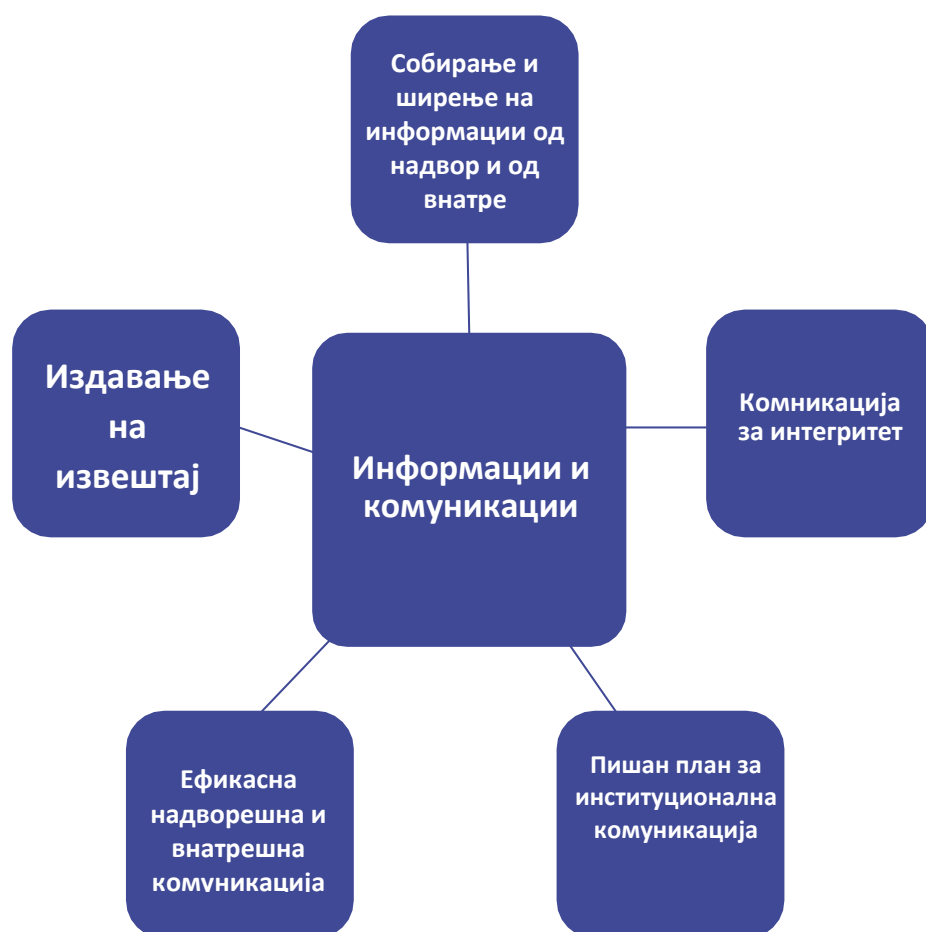 Собирање и
ширење на
информации од
надвор и од
внатре
Издавање
на
извештај
Информации и
комуникации
Комникација
за интегритет
Ефикасна
надворешна и
внатрешна
комуникација
Пишан план за
институционална
комуникација